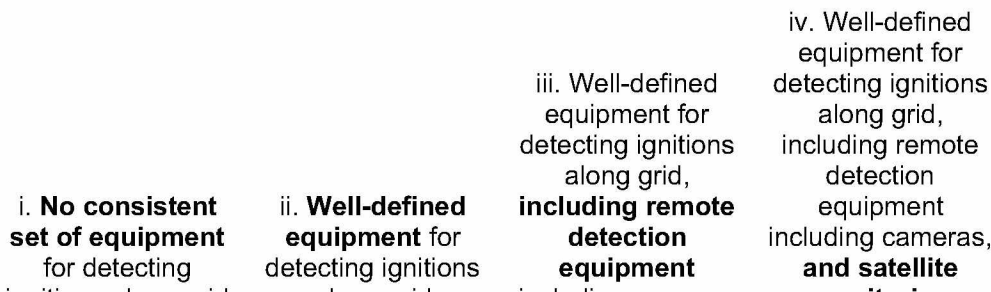 i. No consistent
set of equipment
for detecting
ii. Well-defined
equipment for
detecting ignitions
iii. Well-defined
equipment for
detecting ignitions
along grid,
including remote
detection
equipment
iv. Well-defined
equipment for
detecting ignitions
along grid,
including remote
detection
equipment
including cameras,
and satellite